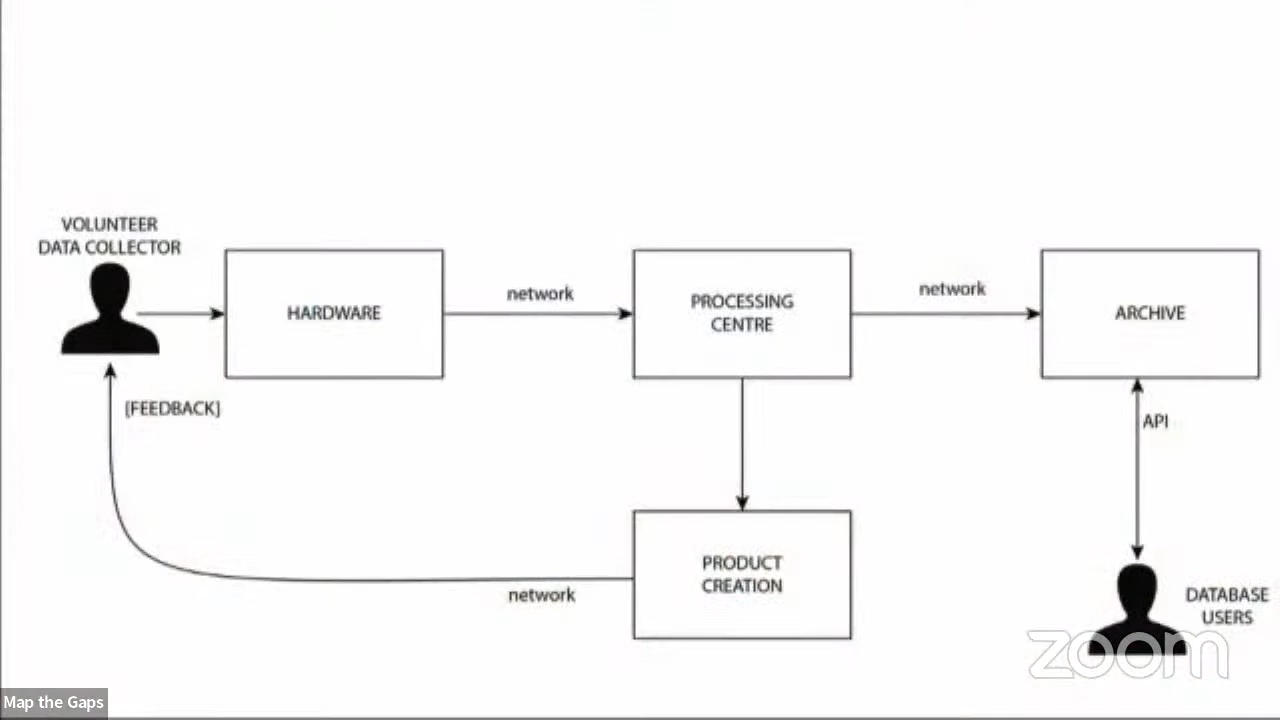 VOLUNTEER
DATA COLLECTOR
HARDWARE
network
PROCESSING
CENTRE
network
ARCHIVE
[FEEDBACK]
API
PRODUCT
CREATION
network
DATABASE
USERS
zoom
Map the Gaps